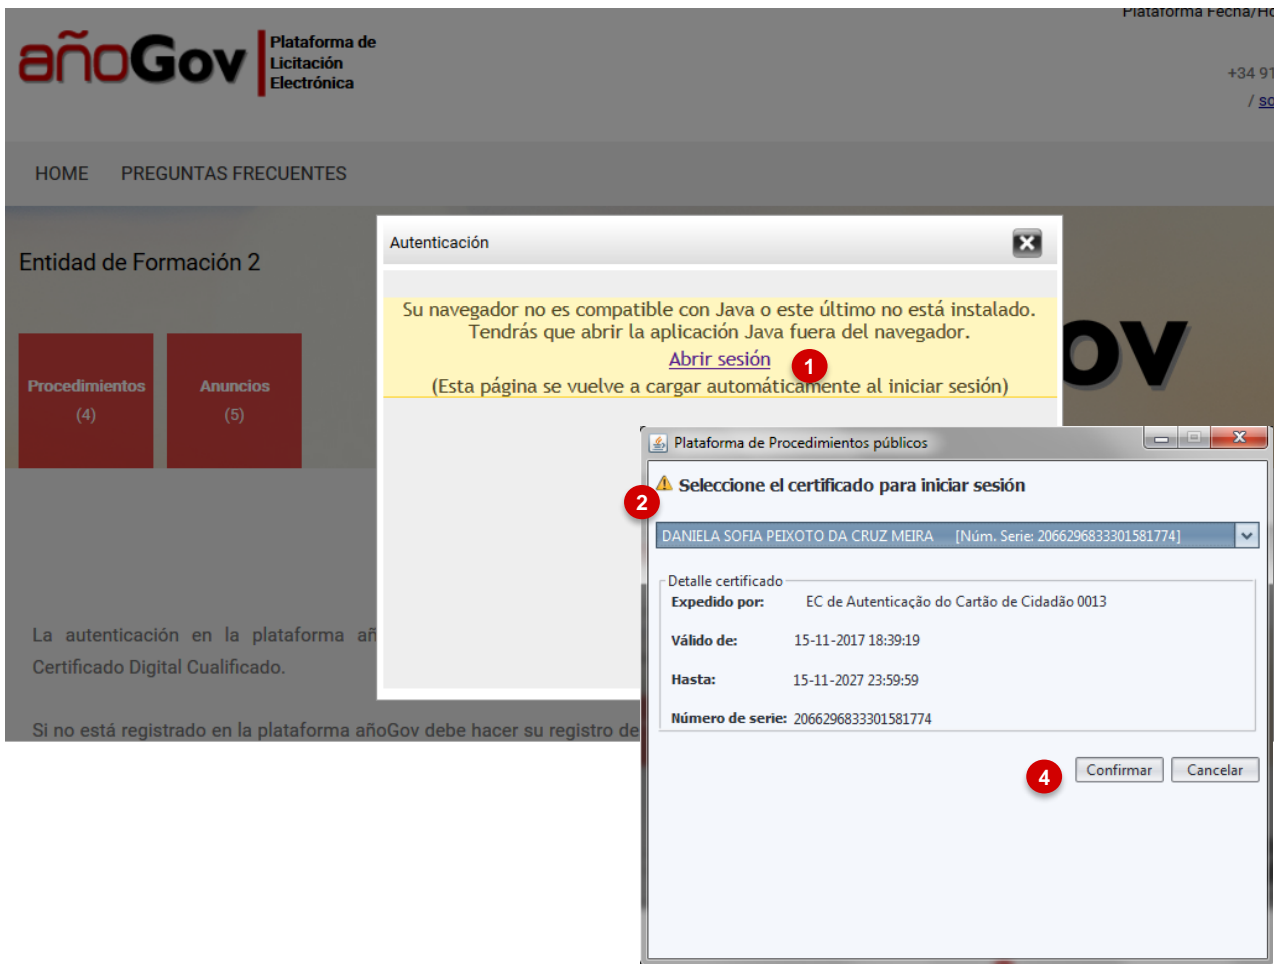 Plataforma Fecha/Ho
añoGov
Plataforma de
Licitación
Electrónica
+34 91
/ so
HOME PREGUNTAS FRECUENTES
Entidad de Formación 2
Procedimientos
(4)
Anuncios
(5)
ov
Autenticación
Su navegador no es compatible con Java o este último no está instalado.
Tendrás que abrir la aplicación Java fuera del navegador.
Abrir sesión 1
(Esta página se vuelve a cargar automáticamente al iniciar sesión)
La autenticación en la plataforma añ
Certificado Digital Cualificado.
Si no está registrado en la plataforma añoGov debe hacer su registro de
Plataforma de Procedimientos públicos
Seleccione el certificado para iniciar sesión
2
DANIELA SOFIA PEIXOTO DA CRUZ MEIRA [Núm. Serie: 2066296833301581774]
Detalle certificado
Expedido por: EC de Autenticação do Cartão de Cidadão 0013
Válido de: 15-11-2017 18:39:19
Hasta: 15-11-2027 23:59:59
Número de serie: 2066296833301581774
4 Confirmar Cancelar